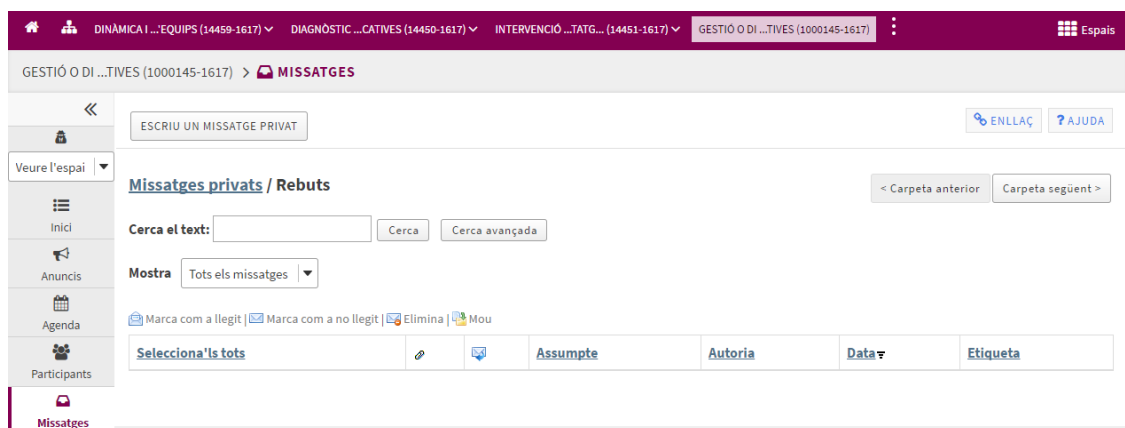 DINÀMICA I ...'EQUIPS (14459-1617) DIAGNÒSTIC ...CATIVES (14450-1617) INTERVENCIÓ ...TATG... (14451-1617) GESTIÓ O DI ...TIVES (1000145-1617) Espais
GESTIÓ O DI ...TIVES (1000145-1617) > MISSATGES
ESCRIU UN MISSATGE PRIVAT
ENLLAÇ ? AJUDA
Veure l'espai
Missatges privats / Rebuts
< Carpeta anterior Carpeta següent >
Inici
Cerca el text: Cerca Cerca avançada
Anuncis
Mostra Tots els missatges
Agenda
Marca com a llegit | Marca com a no llegit | Elimina | Mou
Selecciona'ls tots Assumpte Autoria Data Etiqueta
Participants
Missatges